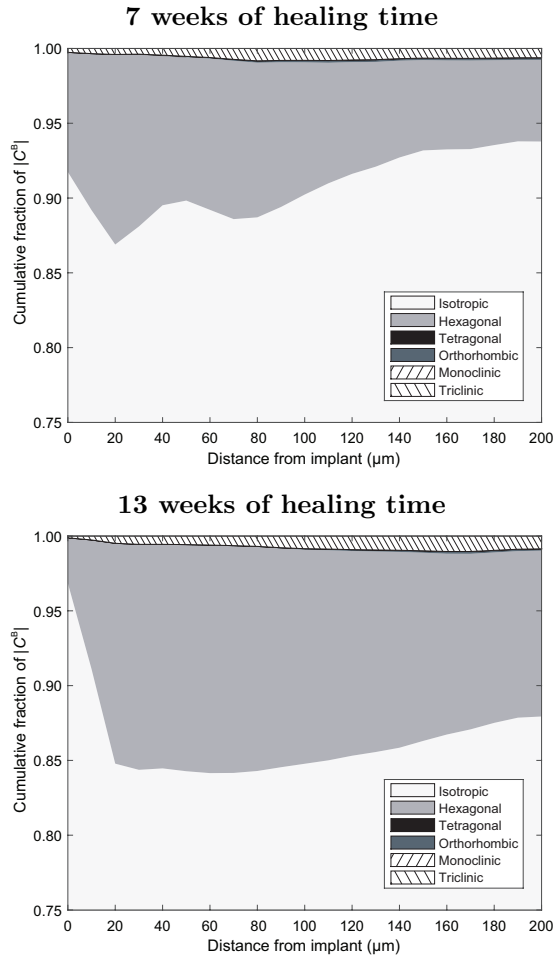 7 weeks of healing time
1.00
0.95
0.90
0.85
0.80
0.75
Cumulative fraction of |Cᴮ|
Isotropic
Hexagonal
Tetragonal
Orthorhombic
Monoclinic
Triclinic
0 20 40 60 80 100 120 140 160 180 200
Distance from implant (µm)
13 weeks of healing time
1.00
0.95
0.90
0.85
0.80
0.75
Cumulative fraction of |Cᴮ|
Isotropic
Hexagonal
Tetragonal
Orthorhombic
Monoclinic
Triclinic
0 20 40 60 80 100 120 140 160 180 200
Distance from implant (µm)